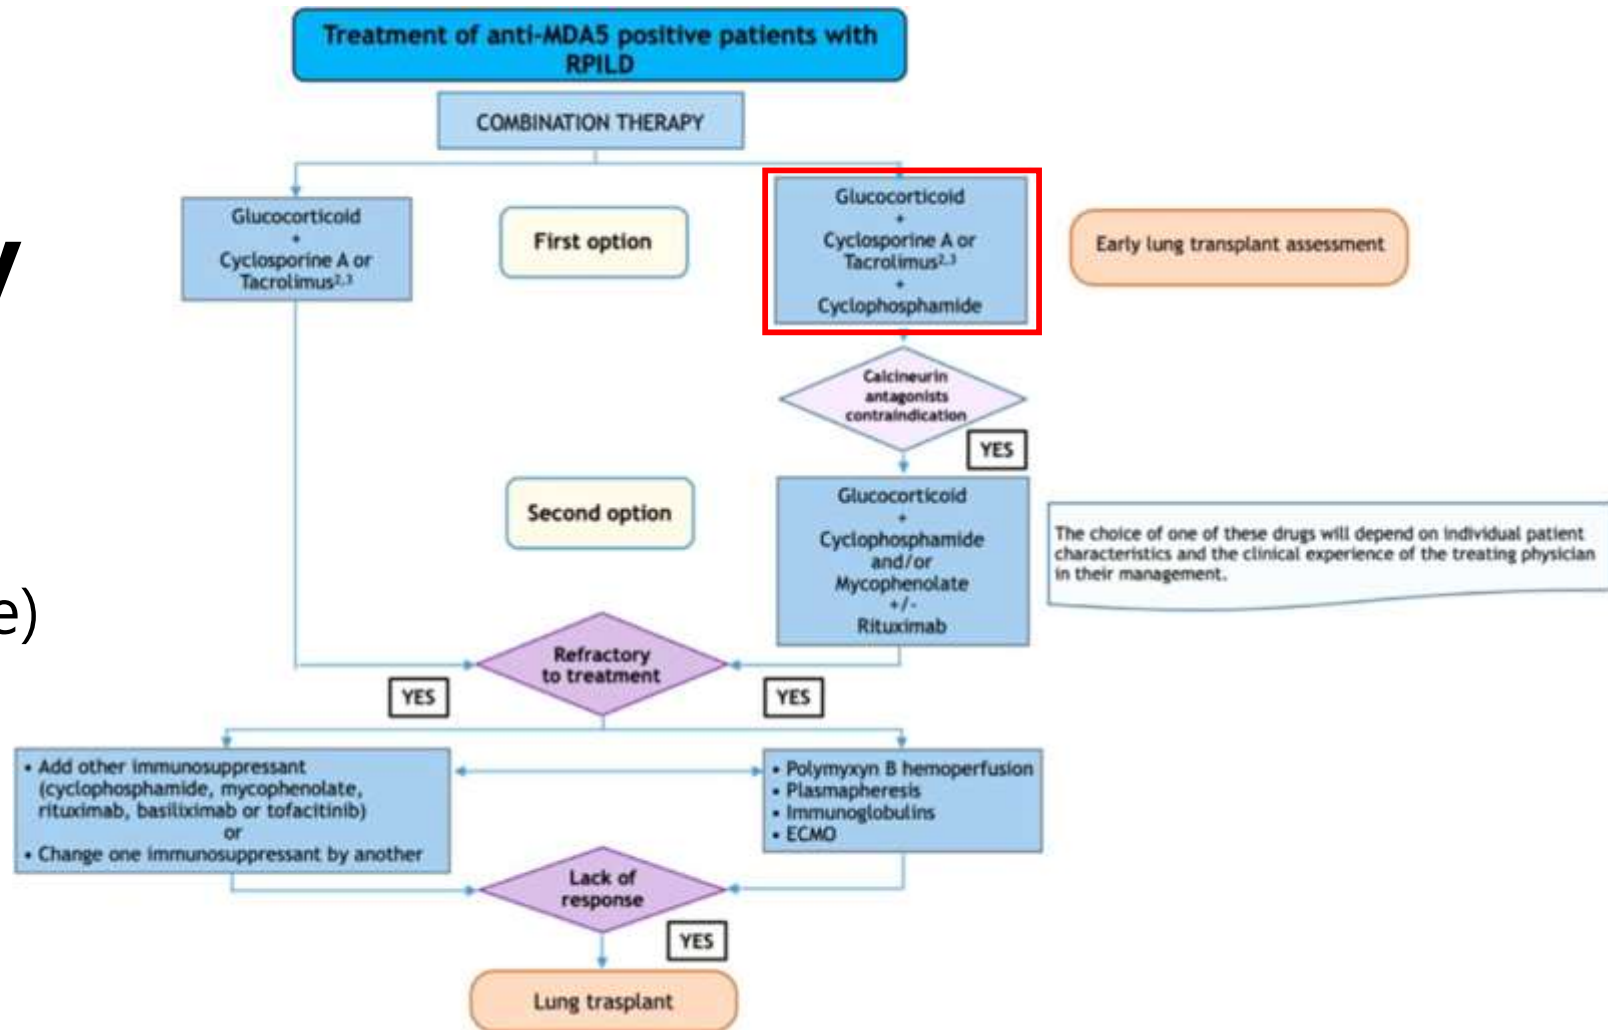 Treatment of anti-MDA5 positive patients with
RPILD
COMBINATION THERAPY
Glucocorticoid
+
Cyclosporine A or
Tacrolimus2,3
First option
Glucocorticoid
+
Cyclosporine A or
Tacrolimus2,3
+
Cyclophosphamide
Early lung transplant assessment
y
Calcineurin
antagonists
contraindication
YES
Second option
Glucocorticoid
+
Cyclophosphamide
and/or
Mycophenolate
+/-
Rituximab
The choice of one of these drugs will depend on individual patient
characteristics and the clinical experience of the treating physician
in their management.
e)
Refractory
to treatment
YES
YES
• Add other immunosuppressant
(cyclophosphamide, mycophenolate,
rituximab, basiliximab or tofacitinib)
or
• Change one immunosuppressant by another
• Polymyxyn B hemoperfusion
• Plasmapheresis
• Immunoglobulins
• ECMO
Lack of
response
YES
Lung trasplant